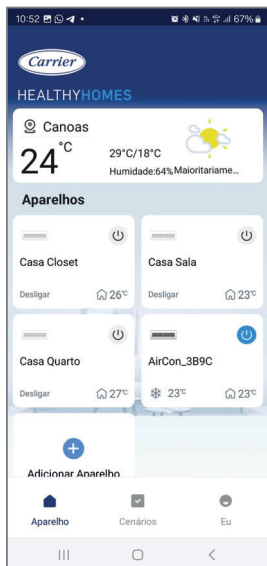 10:52 67%
Carrier
HEALTHYHOMES
Canoas
24°C
29°C/18°C
Humidade:64% Maioritariame...
Aparelhos
Casa Closet
Desligar 26℃
Casa Sala
Desligar 23℃
Casa Quarto
Desligar 27℃
AirCon_3B9C
23℃ 23℃
Adicionar Aparelho
Aparelho Cenários Eu